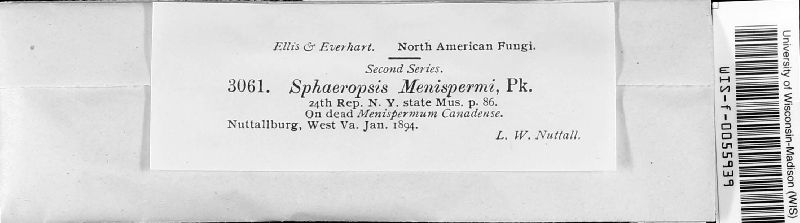 Ellis & Everhart. North American Fungi.
Second Series.
3061. Sphaeropsis Menispermi, Pk.
24th Rep. N. Y. state Mus. p. 86.
On dead Menispermum Canadense.
Nuttallburg, West Va. Jan. 1894.
L. W. Nuttall.
University of Wisconsin-Madison (WIS)
WIS-f-0055939